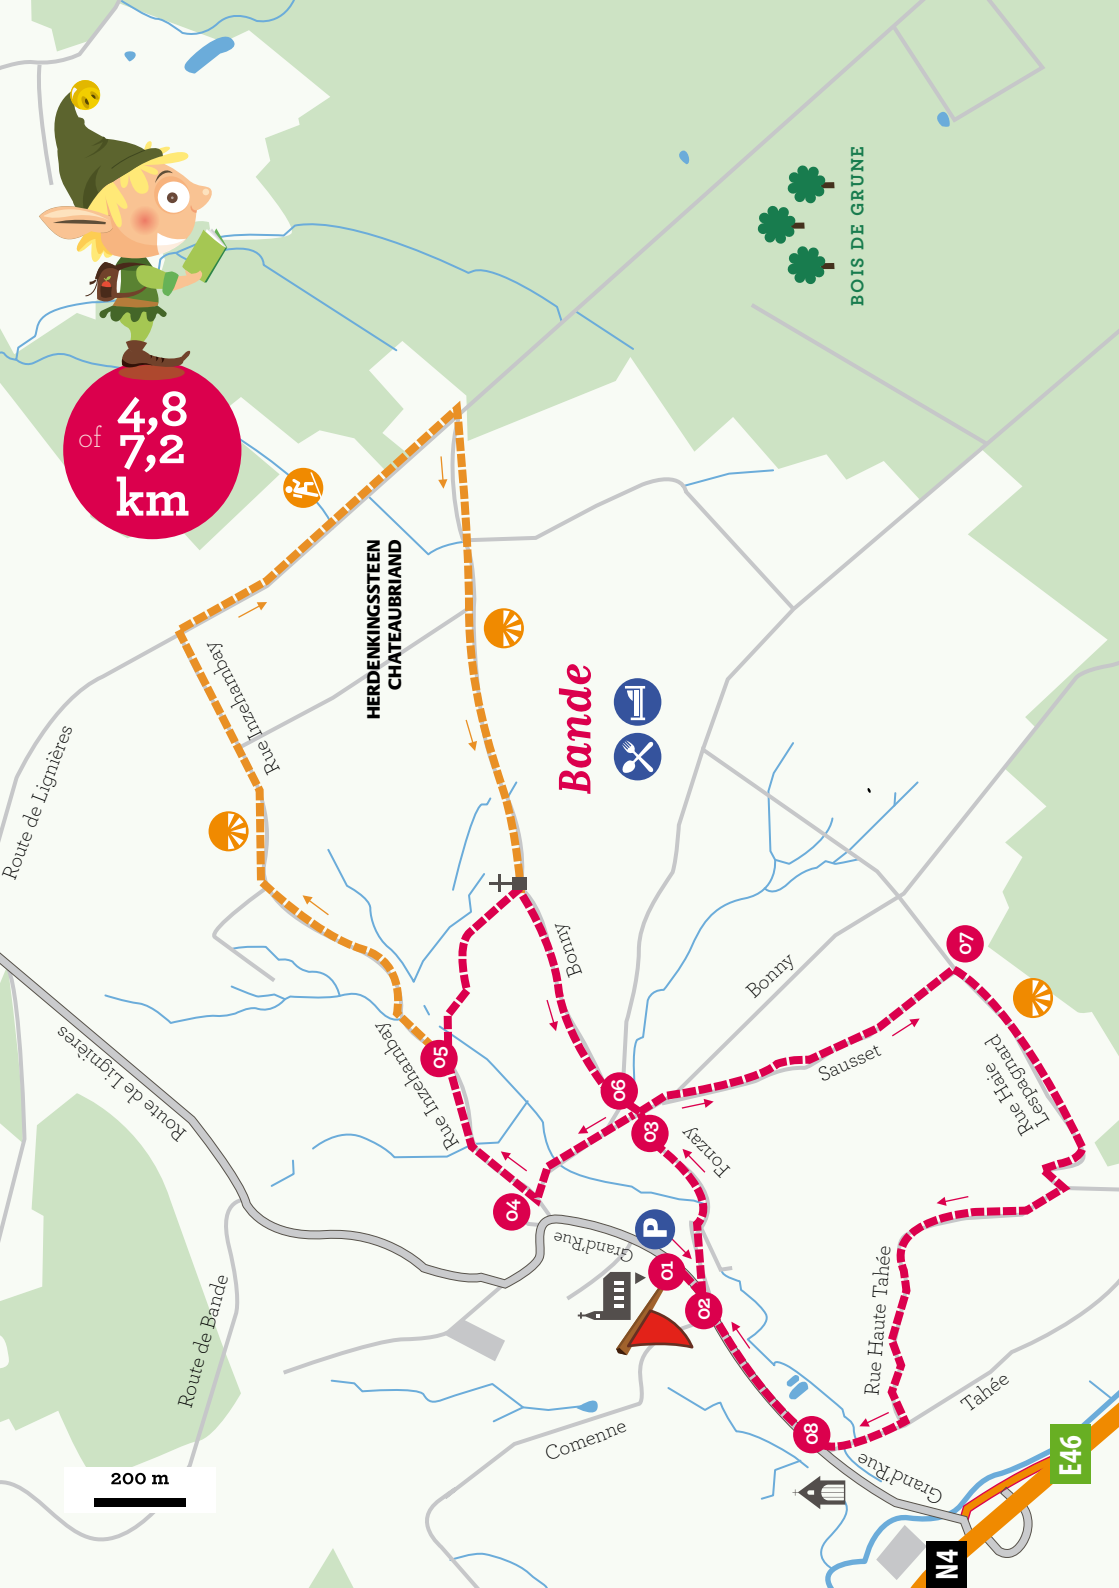 of
4,8
7,2
km
BOIS DE GRUNE
HERDENKINGSSTEEN
CHATEAUBRIAND
Rue Inzehambay
Route de Lignières
Bande
Bonny
Bonny
Route de Lignières
Rue Inzehambay
05
06
03
07
Sausset
Rue Haie
Lespagnard
Fonzay
04
P
Grand'Rue
01
02
Route de Bande
Rue Haute Tahée
Tahée
Comenne
08
Grand'Rue
200 m
E46
N4